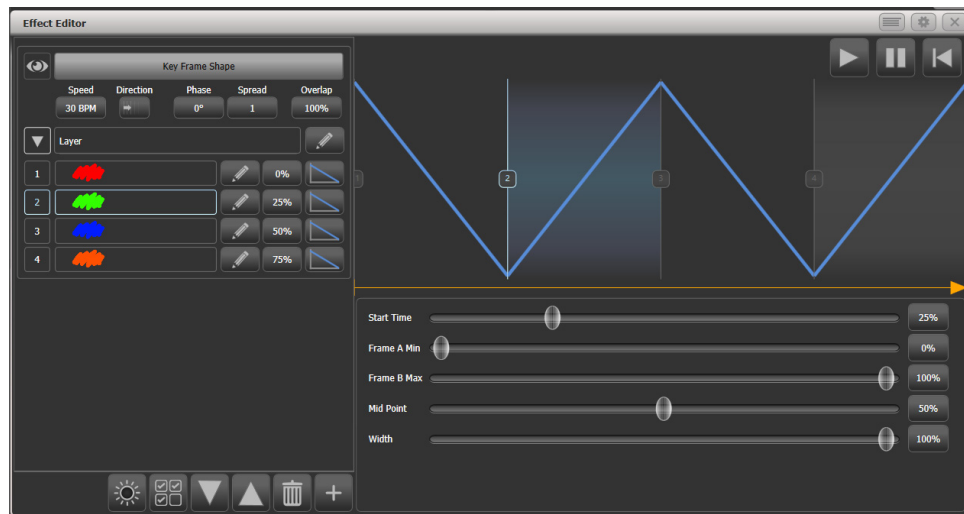 Effect Editor
Key Frame Shape
Speed Direction Phase Spread Overlap
30 BPM 0° 1 100%
Layer
1 0%
2 25%
3 50%
4 75%
1 2 3 4
Start Time 25%
Frame A Min 0%
Frame B Max 100%
Mid Point 50%
Width 100%